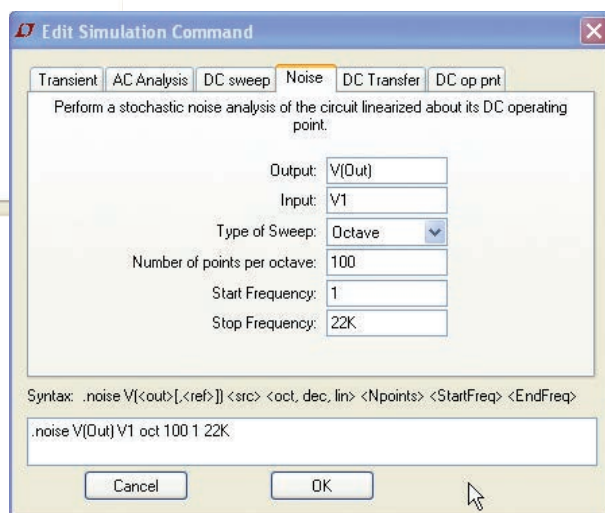 Edit Simulation Command
Transient AC Analysis DC sweep Noise DC Transfer DC op pnt
Perform a stochastic noise analysis of the circuit linearized about its DC operating
point.
Output: V(Out)
Input: V1
Type of Sweep: Octave
Number of points per octave: 100
Start Frequency: 1
Stop Frequency: 22K
Syntax: .noise V(<out>[,<ref>]) <src> <oct, dec, lin> <Npoints> <StartFreq> <EndFreq>
.noise V(Out) V1 oct 100 1 22K
Cancel OK